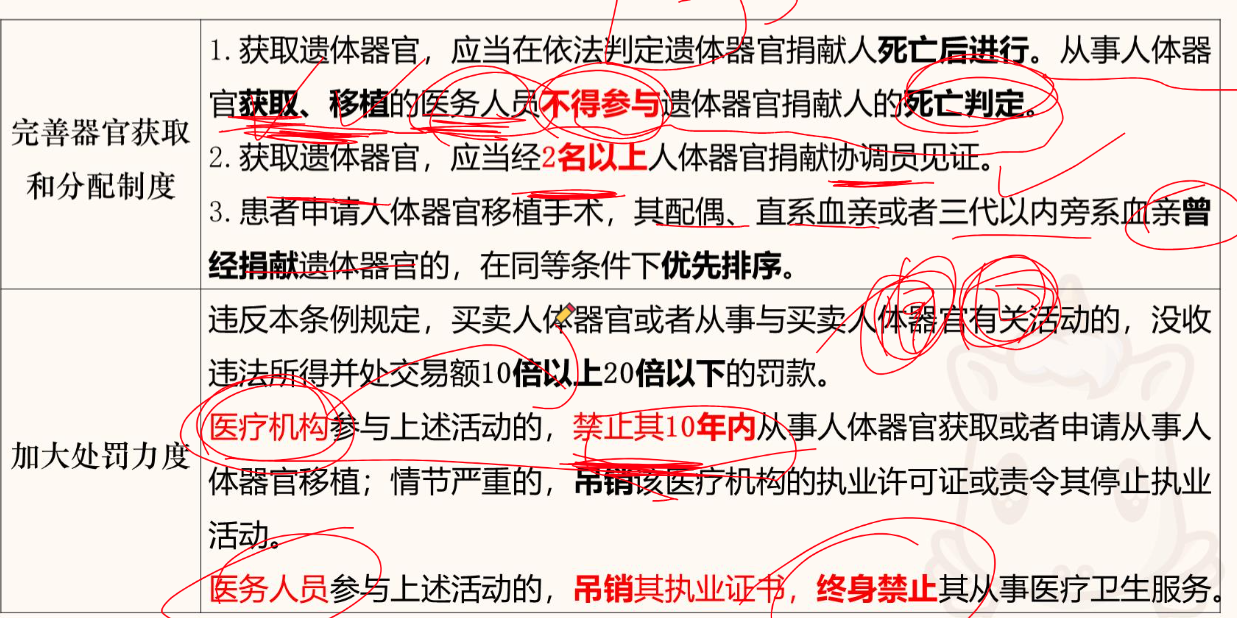 完善器官获取
和分配制度
1. 获取遗体器官，应当在依法判定遗体器官捐献人死亡后进行。从事人体器
官获取、移植的医务人员不得参与遗体器官捐献人的死亡判定。
2. 获取遗体器官，应当经2名以上人体器官捐献协调员见证。
3. 患者申请人体器官移植手术，其配偶、直系血亲或者三代以内旁系血亲曾
经捐献遗体器官的，在同等条件下优先排序。
加大处罚力度
违反本条例规定，买卖人体器官或者从事与买卖人体器官有关活动的，没收
违法所得并处交易额10倍以上20倍以下的罚款。
医疗机构参与上述活动的，禁止其10年内从事人体器官获取或者申请从事人
体器官移植；情节严重的，吊销该医疗机构的执业许可证或责令其停止执业
活动。
医务人员参与上述活动的，吊销其执业证书，终身禁止其从事医疗卫生服务。